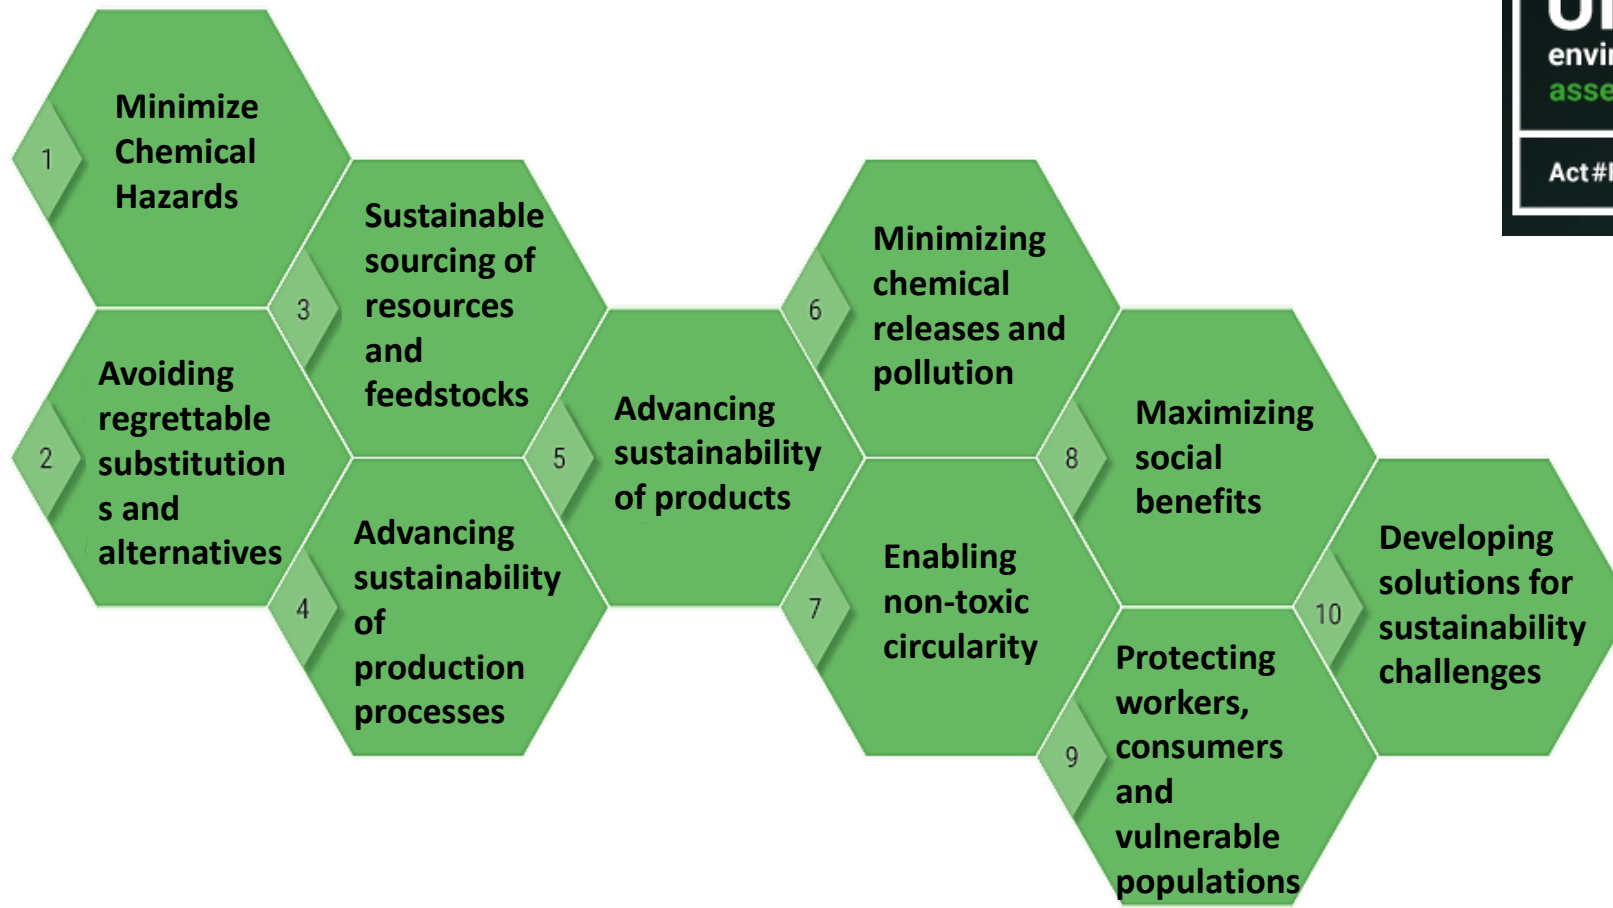 1
Minimize
Chemical
Hazards
2
Avoiding
regrettable
substitution
s and
alternatives
3
Sustainable
sourcing of
resources
and
feedstocks
4
Advancing
sustainability
of
production
processes
5
Advancing
sustainability
of products
6
Minimizing
chemical
releases and
pollution
7
Enabling
non-toxic
circularity
8
Maximizing
social
benefits
9
Protecting
workers,
consumers
and
vulnerable
populations
10
Developing
solutions for
sustainability
challenges
envir
asse
Act#